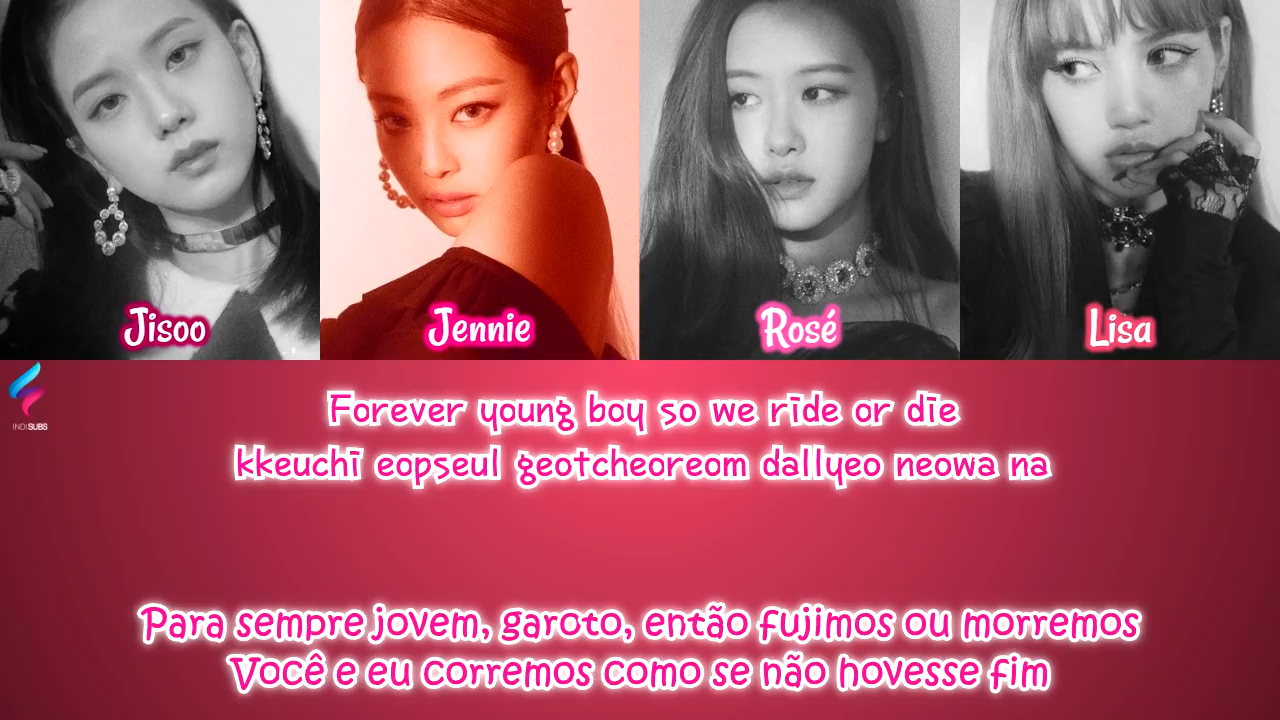 Jisoo
Jennie
Rosé
Lisa
INDISUBS
Forever young boy so we ride or die
kkeuchi eopseul geotcheoreom dallyeo neowa na
Para sempre jovem, garoto, então fujimos ou morremos
Você e eu corremos como se não hovesse fim